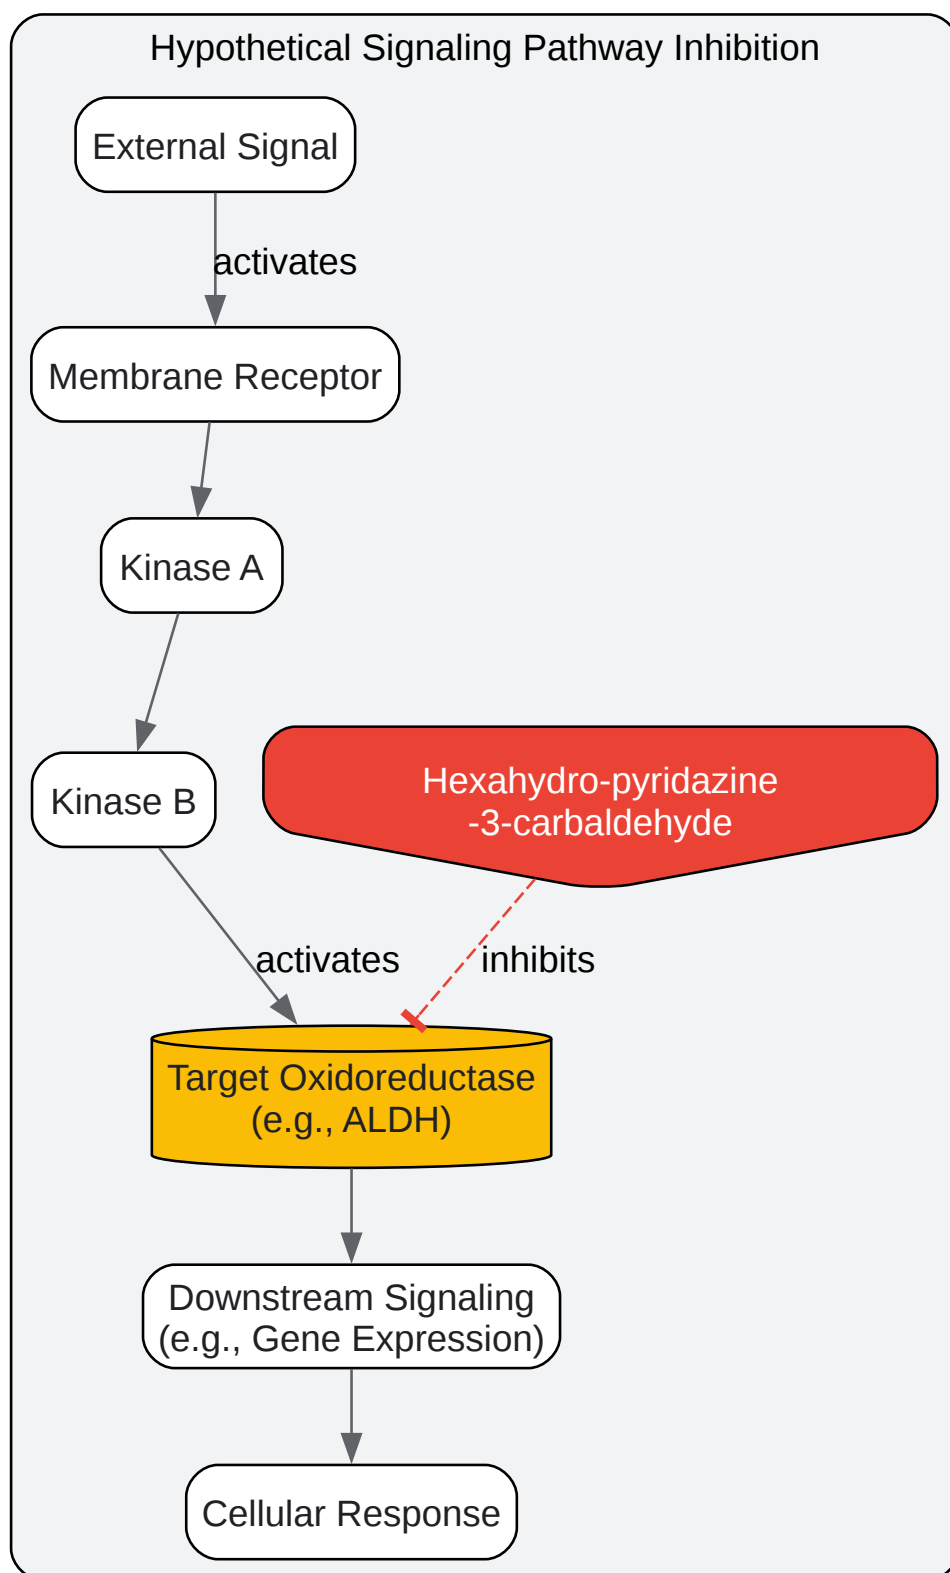 Hypothetical Signaling Pathway Inhibition
External Signal
activates
Membrane Receptor
Kinase A
Kinase B
Hexahydro-pyridazine
-3-carbaldehyde
activates
inhibits
Target Oxidoreductase
(e.g., ALDH)
Downstream Signaling
(e.g., Gene Expression)
Cellular Response